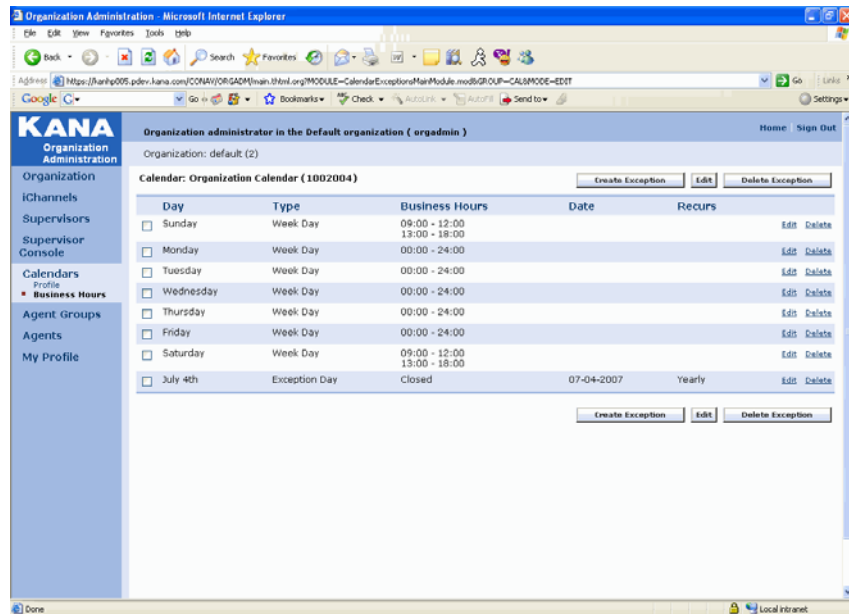 Organization Administration - Microsoft Internet Explorer
File Edit View Favorites Tools Help
Back Search Favorites
Address https://kanhp005.pdev.kana.com/CONAV/ORGADM/main.thtml.org?MODULE=CalendarExceptionsMainModule.mod&GROUP=CAL&MODE=EDIT Go Links
Google Go Bookmarks Check AutoLink AutoFill Send to Settings
KANA
Organization Administration
Organization administrator in the Default organization ( orgadmin ) Home Sign Out
Organization: default (2)
Organization
iChannels
Supervisors
Supervisor Console
Calendars
Profile
Business Hours
Agent Groups
Agents
My Profile
Calendar: Organization Calendar (1002004) Create Exception Edit Delete Exception
Day Type Business Hours Date Recurs
Sunday Week Day 09:00 - 12:00 Edit Delete
13:00 - 18:00
Monday Week Day 00:00 - 24:00 Edit Delete
Tuesday Week Day 00:00 - 24:00 Edit Delete
Wednesday Week Day 00:00 - 24:00 Edit Delete
Thursday Week Day 00:00 - 24:00 Edit Delete
Friday Week Day 00:00 - 24:00 Edit Delete
Saturday Week Day 09:00 - 12:00 Edit Delete
13:00 - 18:00
July 4th Exception Day Closed 07-04-2007 Yearly Edit Delete
Create Exception Edit Delete Exception
Done Local intranet